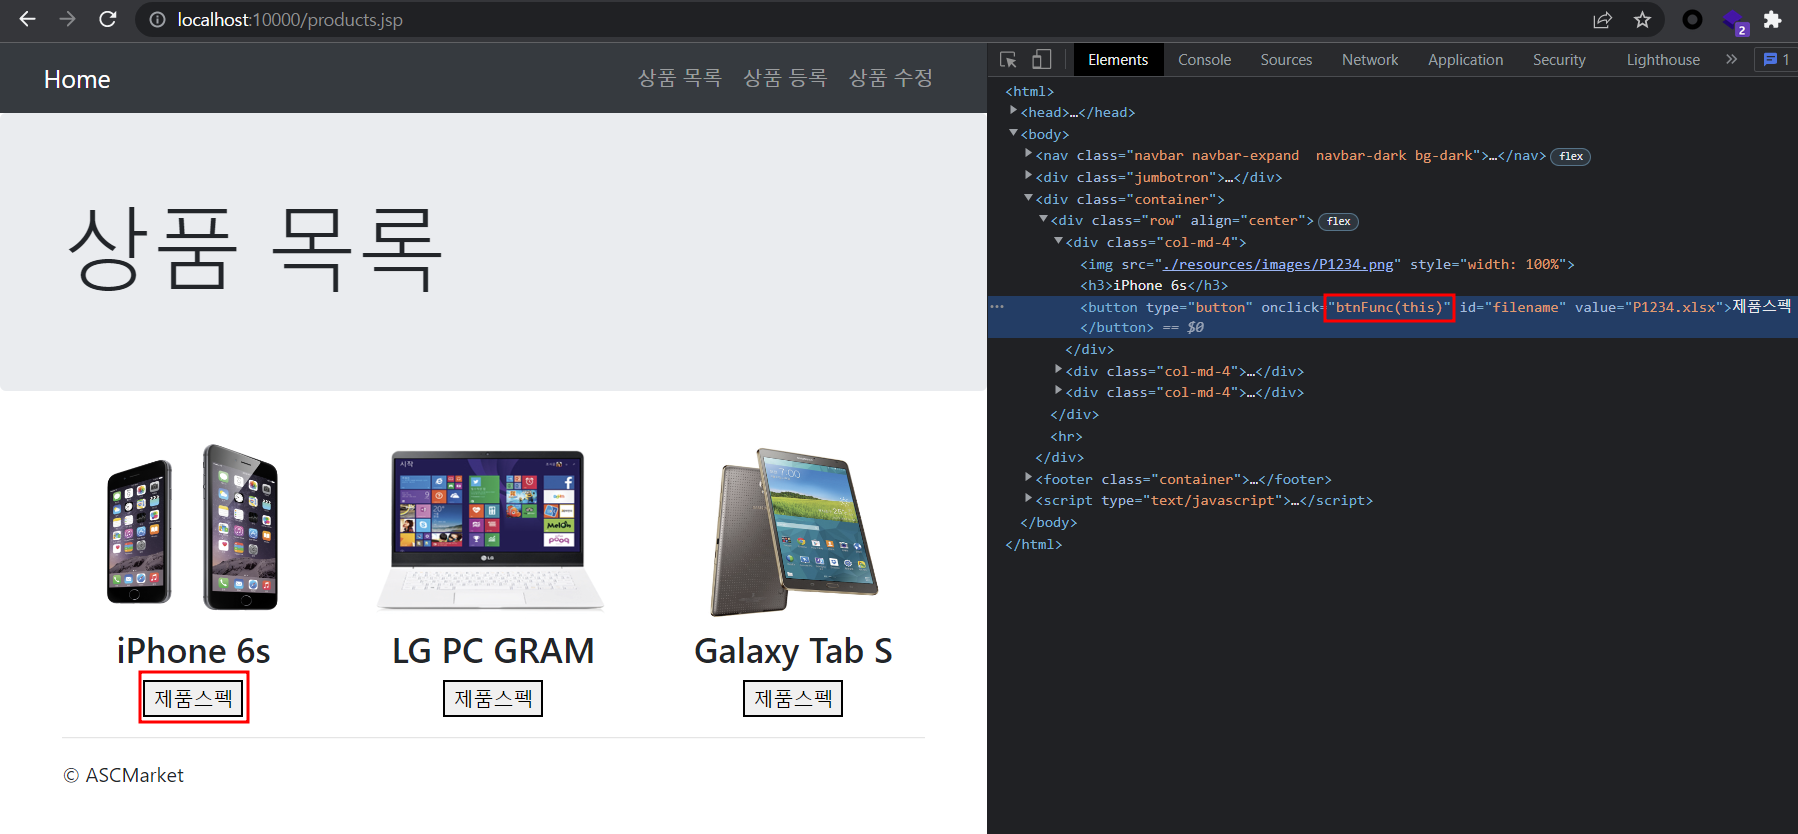 localhost:10000/products.jsp
2
Home
상품 목록 상품 등록 상품 수정
상품 목록
iPhone 6s
제품스펙
LG PC GRAM
제품스펙
Galaxy Tab S
제품스펙
© ASCMarket
Elements Console Sources Network Application Security Lighthouse » 1
<html>
<head>…</head>
<body>
<nav class="navbar navbar-expand  navbar-dark bg-dark">…</nav> flex
<div class="jumbotron">…</div>
<div class="container">
<div class="row" align="center"> flex
<div class="col-md-4">
<img src="./resources/images/P1234.png" style="width: 100%">
<h3>iPhone 6s</h3>
<button type="button" onclick="btnFunc(this)" id="filename" value="P1234.xlsx">제품스펙
</button> == $0
</div>
<div class="col-md-4">…</div>
<div class="col-md-4">…</div>
</div>
<hr>
</div>
<footer class="container">…</footer>
<script type="text/javascript">…</script>
</body>
</html>